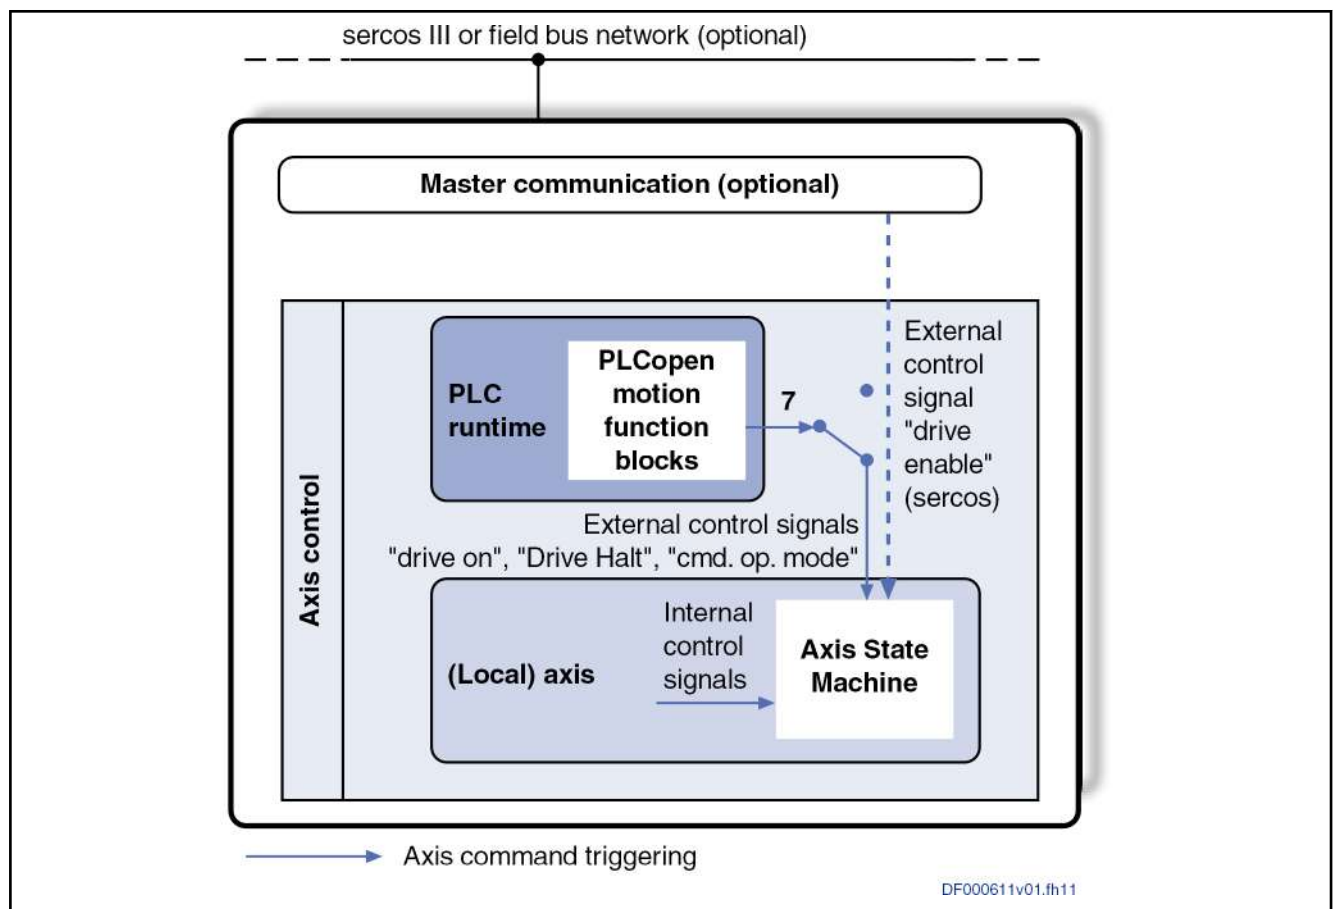 sercos III or field bus network (optional)
Master communication (optional)
Axis control
PLC
runtime
PLCopen
motion
function
blocks
7
External
control
signal
"drive
enable"
(sercos)
External control signals
"drive on", "Drive Halt", "cmd. op. mode"
(Local) axis
Internal
control
signals
Axis State
Machine
Axis command triggering
DF000611v01.fh11